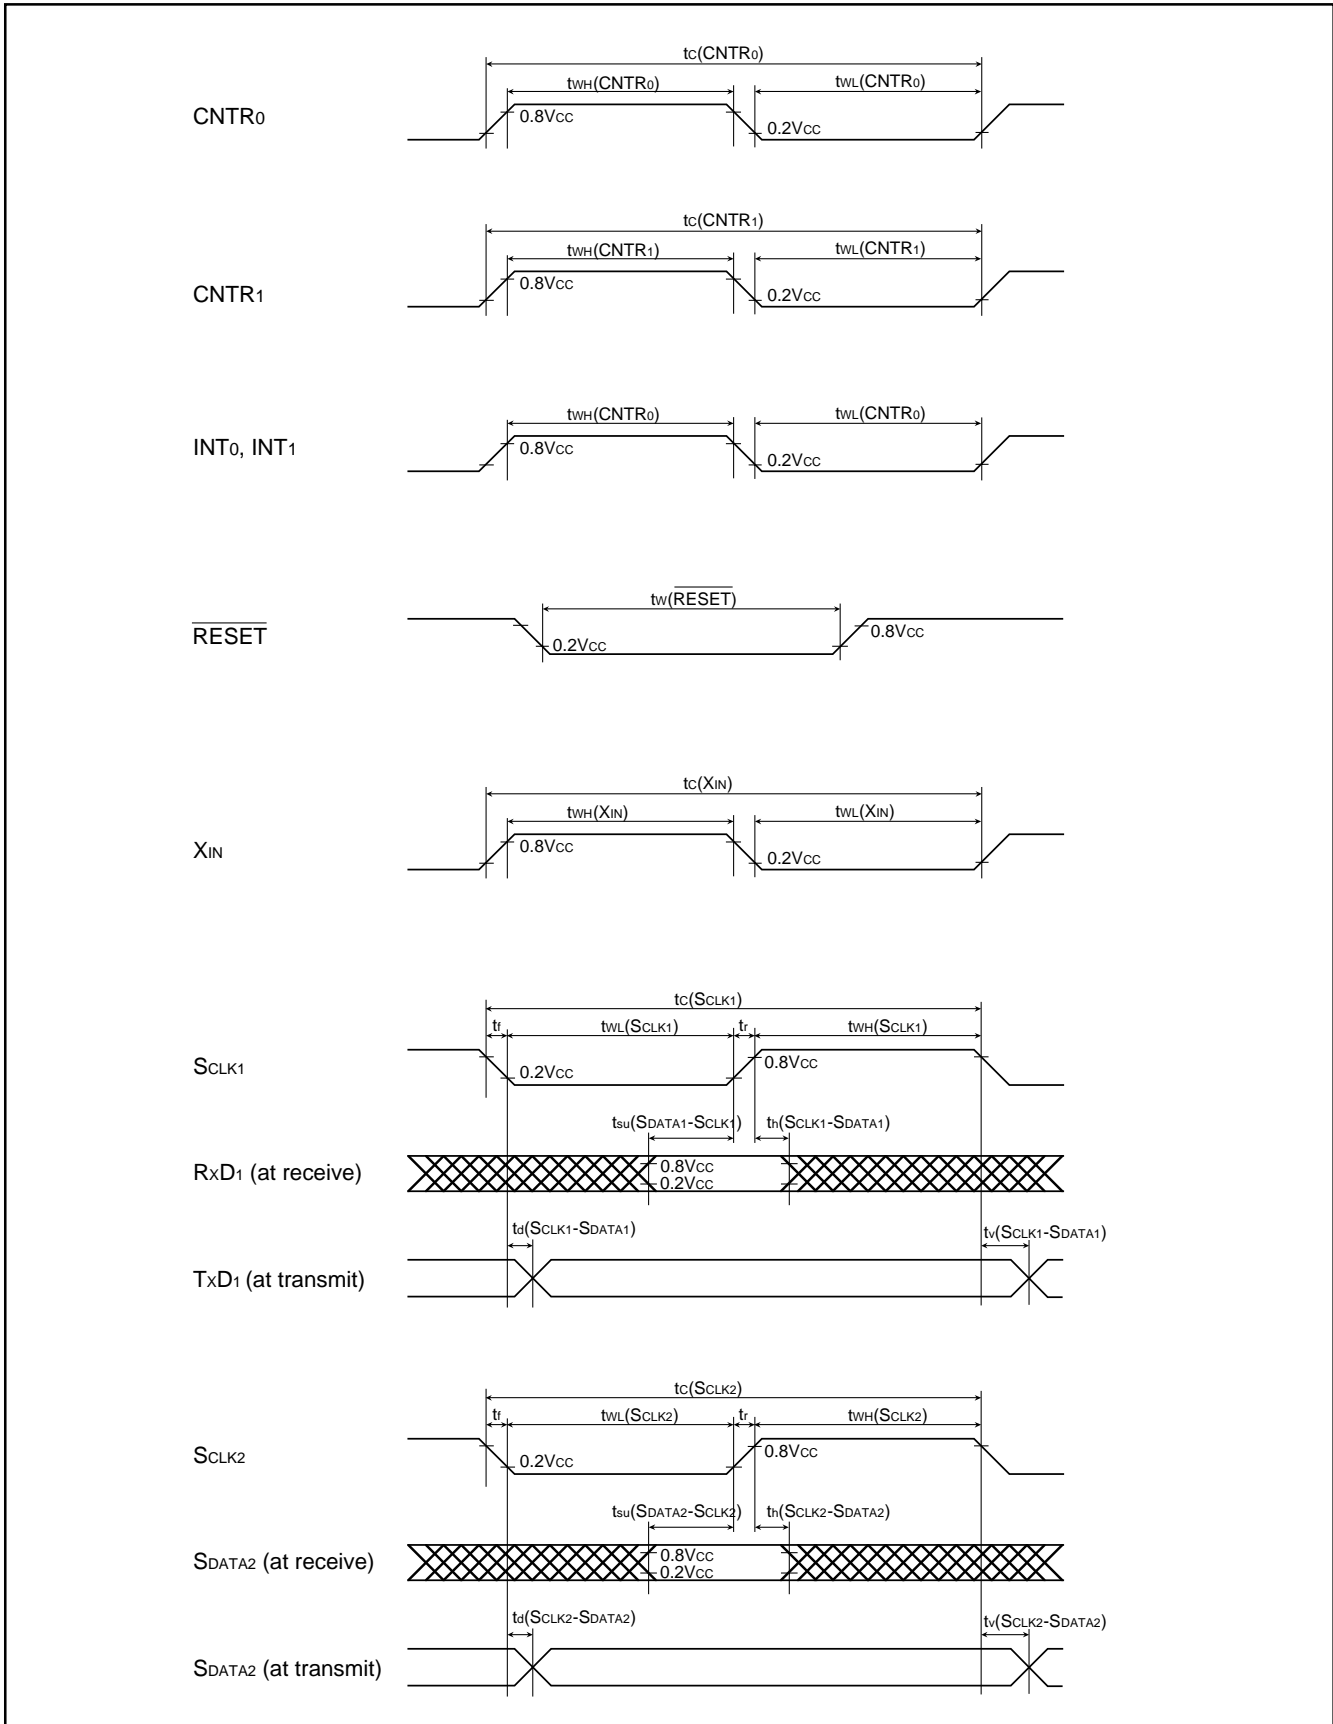 tC(CNTR0)
tWH(CNTR0) tWL(CNTR0)
CNTR0 0.8VCC 0.2VCC
tC(CNTR1)
tWH(CNTR1) tWL(CNTR1)
CNTR1 0.8VCC 0.2VCC
tWH(CNTR0) tWL(CNTR0)
INT0, INT1 0.8VCC 0.2VCC
tW(RESET)
RESET 0.2VCC 0.8VCC
tC(XIN)
tWH(XIN) tWL(XIN)
XIN 0.8VCC 0.2VCC
tC(SCLK1)
tf tWL(SCLK1) tr tWH(SCLK1)
SCLK1 0.2VCC 0.8VCC
tsu(SDATA1-SCLK1) th(SCLK1-SDATA1)
RXD1 (at receive) 0.8VCC
0.2VCC
td(SCLK1-SDATA1) tv(SCLK1-SDATA1)
TXD1 (at transmit)
tC(SCLK2)
tf tWL(SCLK2) tr tWH(SCLK2)
SCLK2 0.2VCC 0.8VCC
tsu(SDATA2-SCLK2) th(SCLK2-SDATA2)
SDATA2 (at receive) 0.8VCC
0.2VCC
td(SCLK2-SDATA2) tv(SCLK2-SDATA2)
SDATA2 (at transmit)